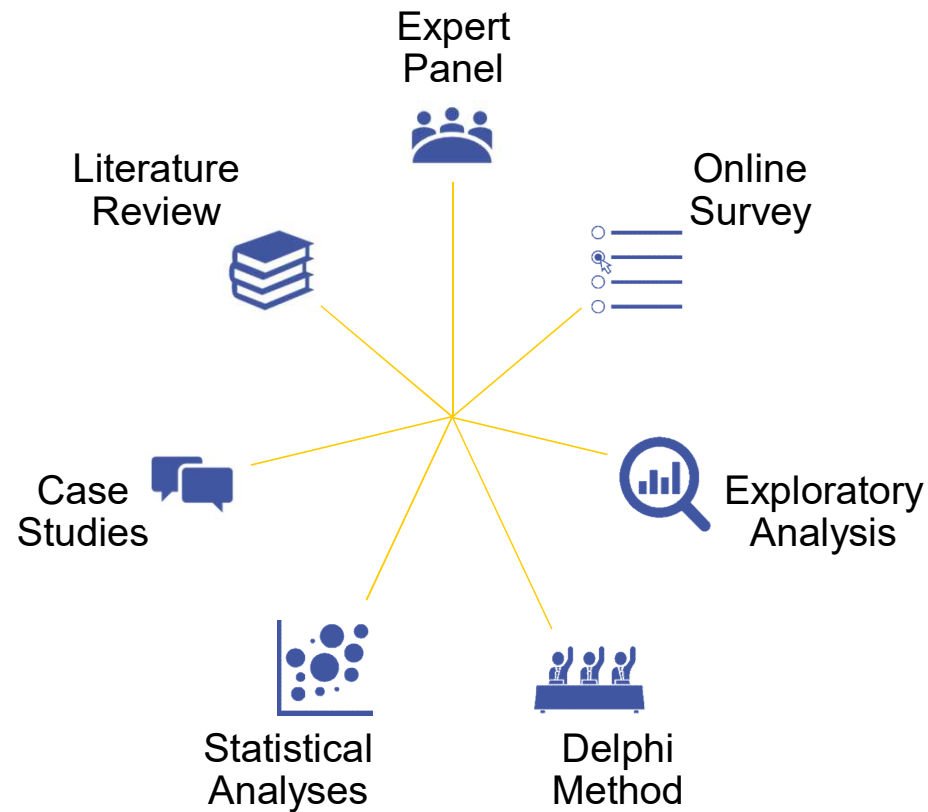 Expert
Panel
Literature
Review
Online
Survey
Case
Studies
Exploratory
Analysis
Statistical
Analyses
Delphi
Method